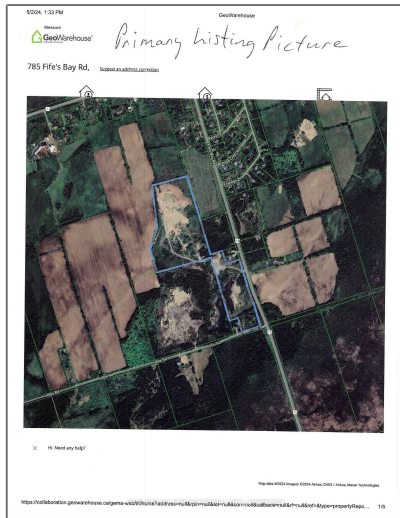 5/2/24, 1:33 PM
GeoWarehouse
Measure
GeoWarehouse®
Primary Listing Picture
785 Fife's Bay Rd,
Suggest an address correction
× Hi. Need any help?
Map data ©2024 Imagery ©2024 Airbus, CNES / Airbus, Maxar Technologies
1/5